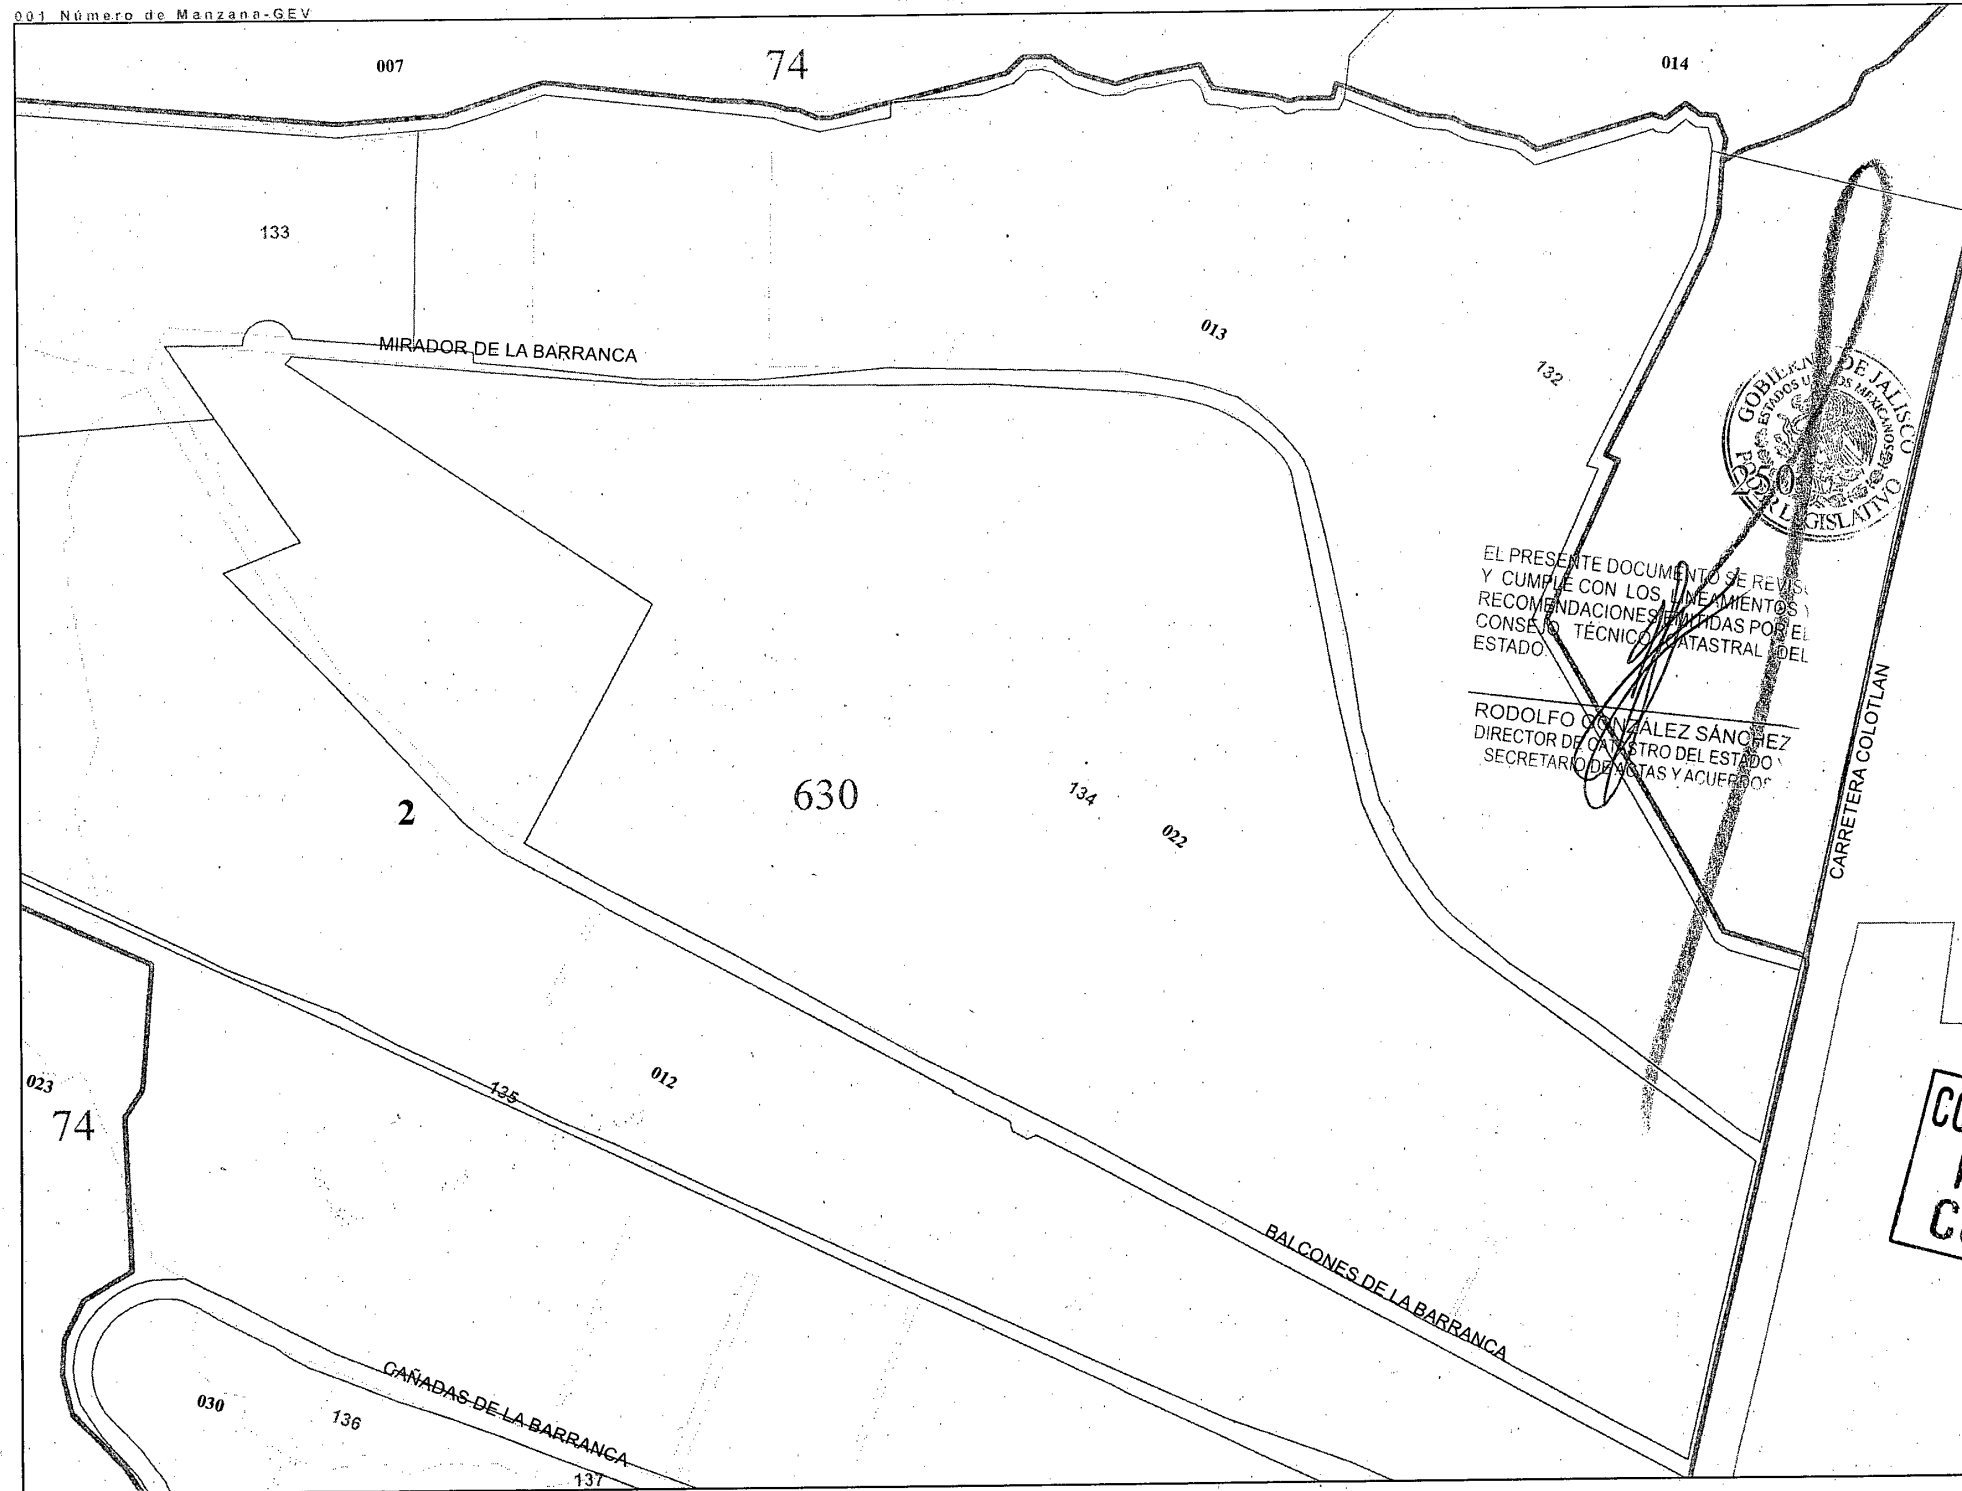 001 Número de Manzana-GEV
007
74
014
133
MIRADOR DE LA BARRANCA
013
132
GOBIERNO DE JALISCO
ESTADOS UNIDOS MEXICANOS
PODER LEGISLATIVO
250
EL PRESENTE DOCUMENTO SE REVIS
Y CUMPLE CON LOS LINEAMIENTOS Y
RECOMENDACIONES EMITIDAS POR EL
CONSEJO TÉCNICO CATASTRAL DEL
ESTADO.
RODOLFO GONZÁLEZ SÁNCHEZ
DIRECTOR DE CATASTRO DEL ESTADO Y
SECRETARIO DE ACTAS Y ACUERDOS
CARRETERA COLOTLAN
2
630
134
022
023
74
135
012
BALCONES DE LA BARRANCA
CAÑADAS DE LA BARRANCA
030
136
137